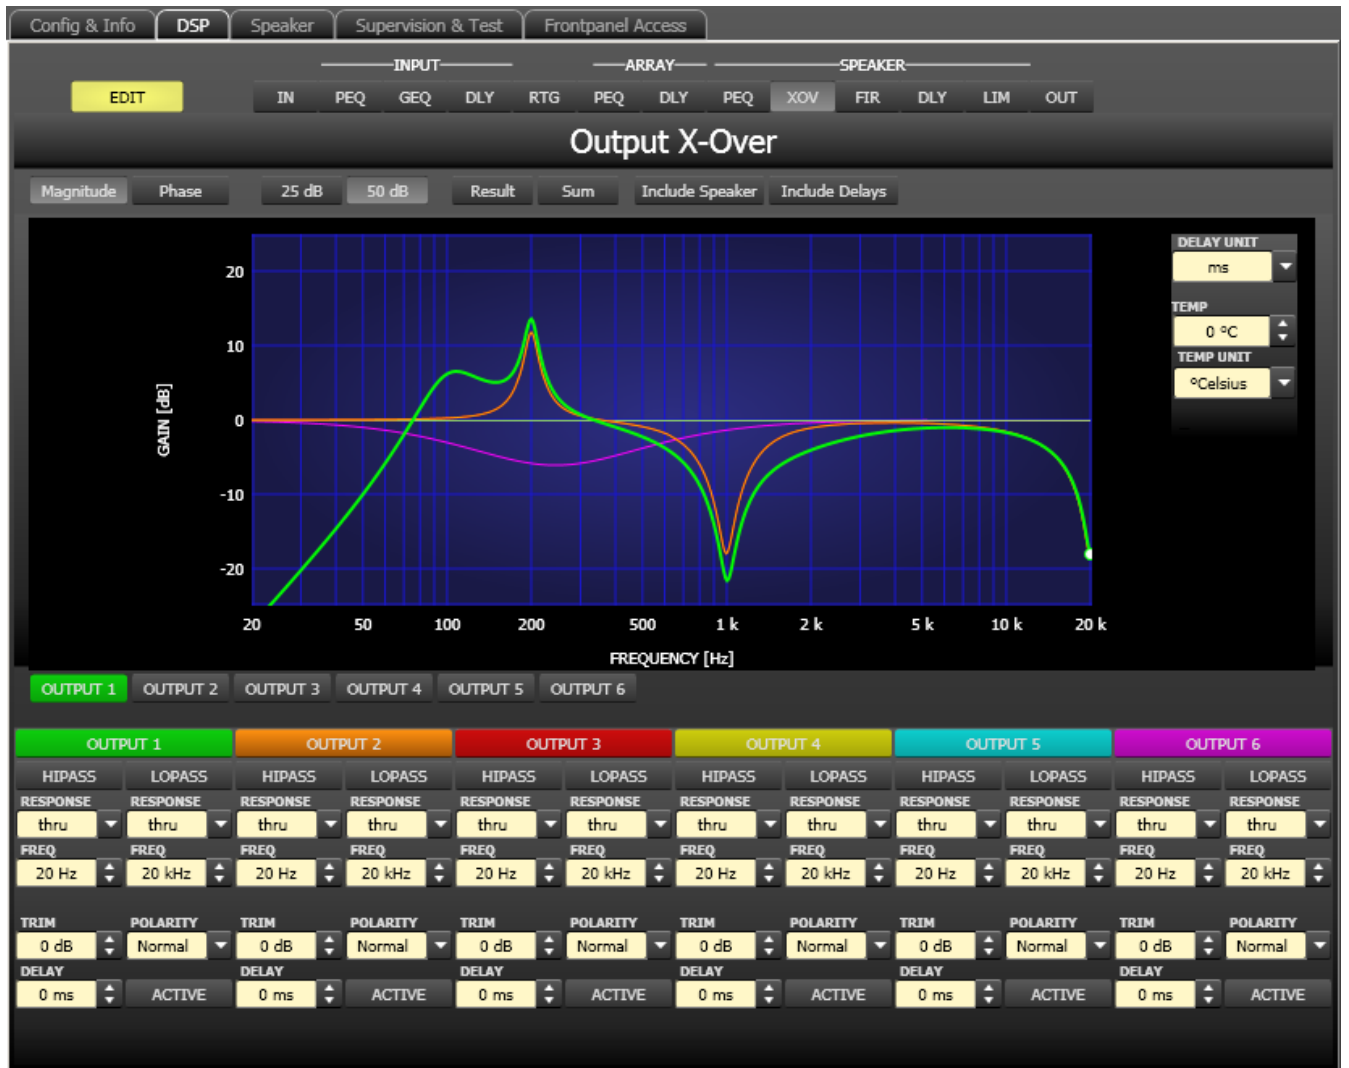 Config & Info DSP Speaker Supervision & Test Frontpanel Access
INPUT ARRAY SPEAKER
EDIT IN PEQ GEQ DLY RTG PEQ DLY PEQ XOV FIR DLY LIM OUT
Output X-Over
Magnitude Phase 25 dB 50 dB Result Sum Include Speaker Include Delays
DELAY UNIT
ms
TEMP
0 ºC
TEMP UNIT
ºCelsius
GAIN [dB]
20
10
0
-10
-20
20 50 100 200 500 1 k 2 k 5 k 10 k 20 k
FREQUENCY [Hz]
OUTPUT 1 OUTPUT 2 OUTPUT 3 OUTPUT 4 OUTPUT 5 OUTPUT 6
OUTPUT 1 OUTPUT 2 OUTPUT 3 OUTPUT 4 OUTPUT 5 OUTPUT 6
HIPASS LOPASS HIPASS LOPASS HIPASS LOPASS HIPASS LOPASS HIPASS LOPASS HIPASS LOPASS
RESPONSE RESPONSE RESPONSE RESPONSE RESPONSE RESPONSE RESPONSE RESPONSE RESPONSE RESPONSE RESPONSE RESPONSE
thru thru thru thru thru thru thru thru thru thru thru thru
FREQ FREQ FREQ FREQ FREQ FREQ FREQ FREQ FREQ FREQ FREQ FREQ
20 Hz 20 kHz 20 Hz 20 kHz 20 Hz 20 kHz 20 Hz 20 kHz 20 Hz 20 kHz 20 Hz 20 kHz
TRIM POLARITY TRIM POLARITY TRIM POLARITY TRIM POLARITY TRIM POLARITY TRIM POLARITY
0 dB Normal 0 dB Normal 0 dB Normal 0 dB Normal 0 dB Normal 0 dB Normal
DELAY DELAY DELAY DELAY DELAY DELAY
0 ms ACTIVE 0 ms ACTIVE 0 ms ACTIVE 0 ms ACTIVE 0 ms ACTIVE 0 ms ACTIVE